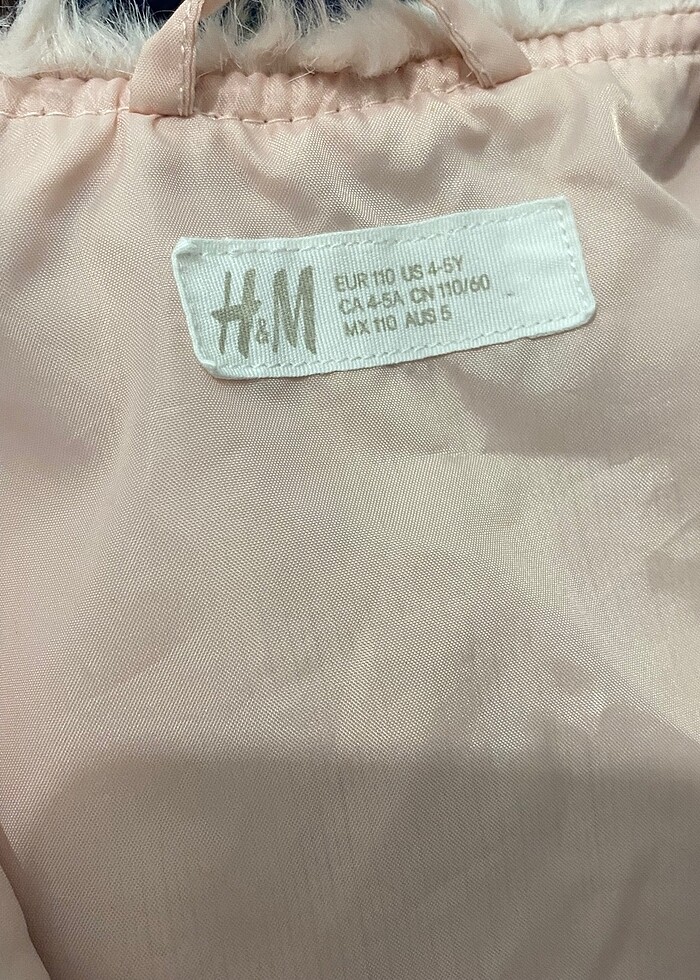 H&M
EUR 110 US 4-5Y
CA 4-5A CN 110/60
MX 110 AUS 5